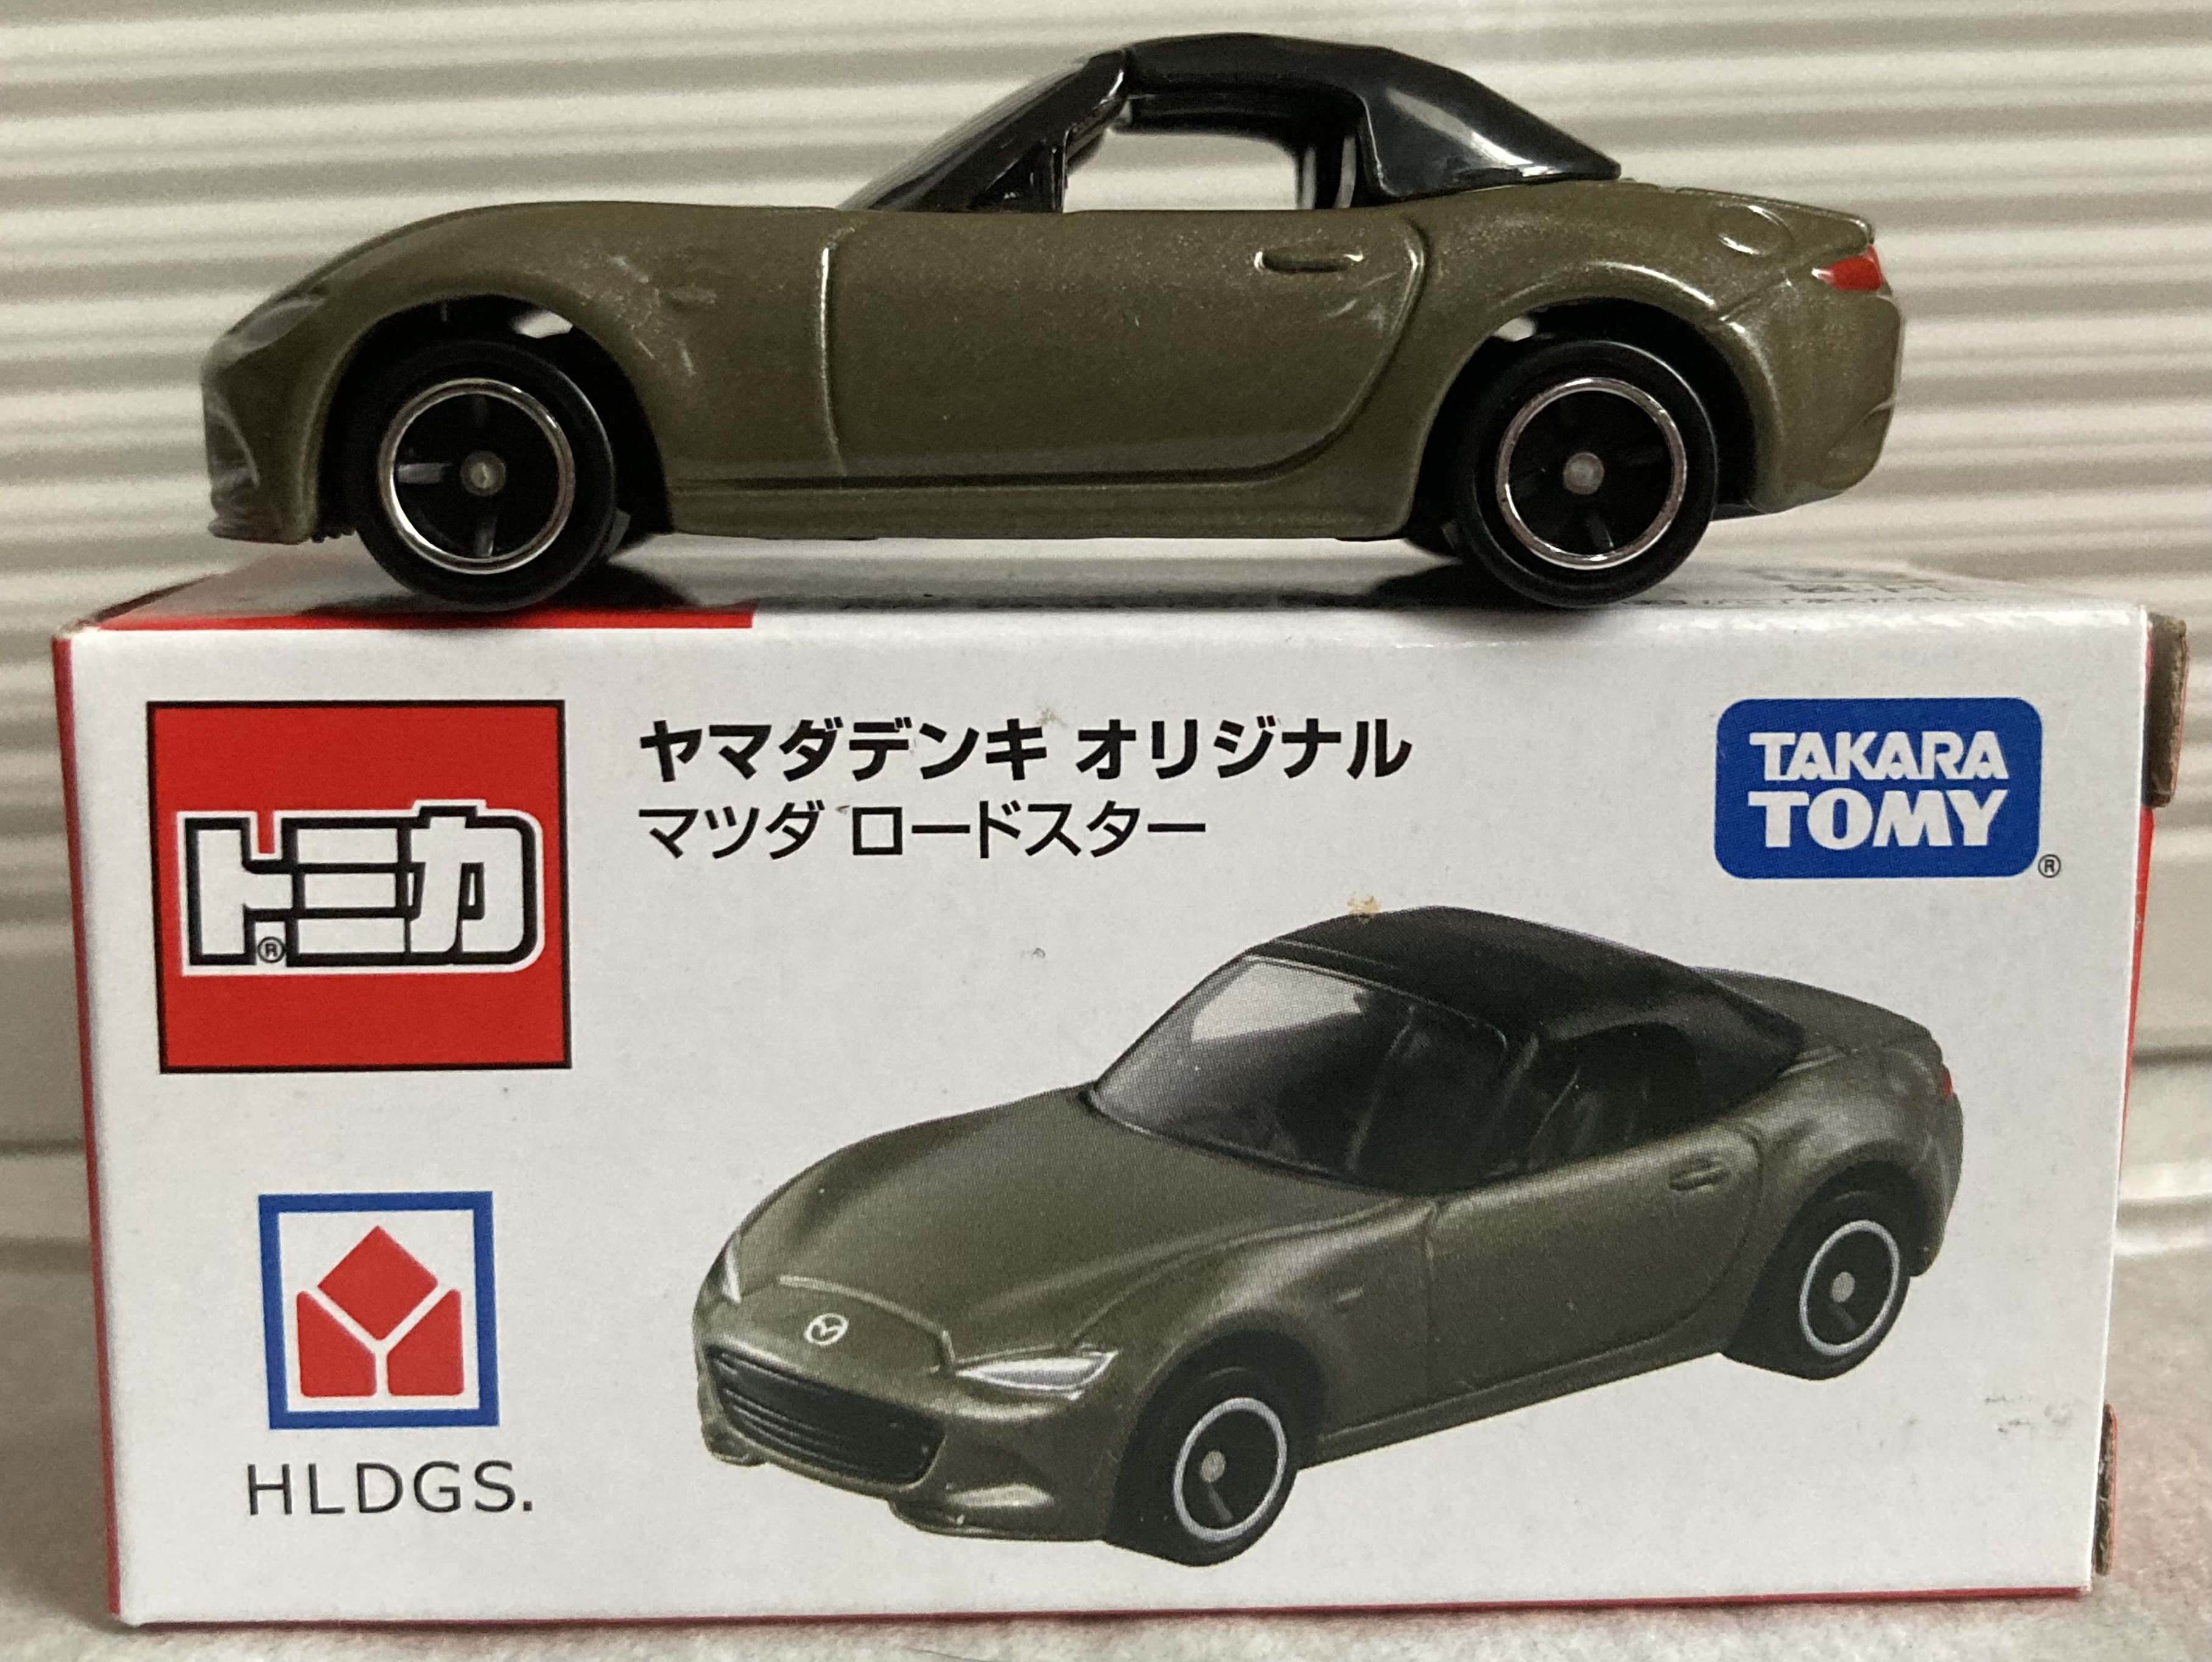 ヤマダデンキ オリジナル
マツダ ロードスター
TAKARA
TOMY
®
トミカ
®
HLDGS.